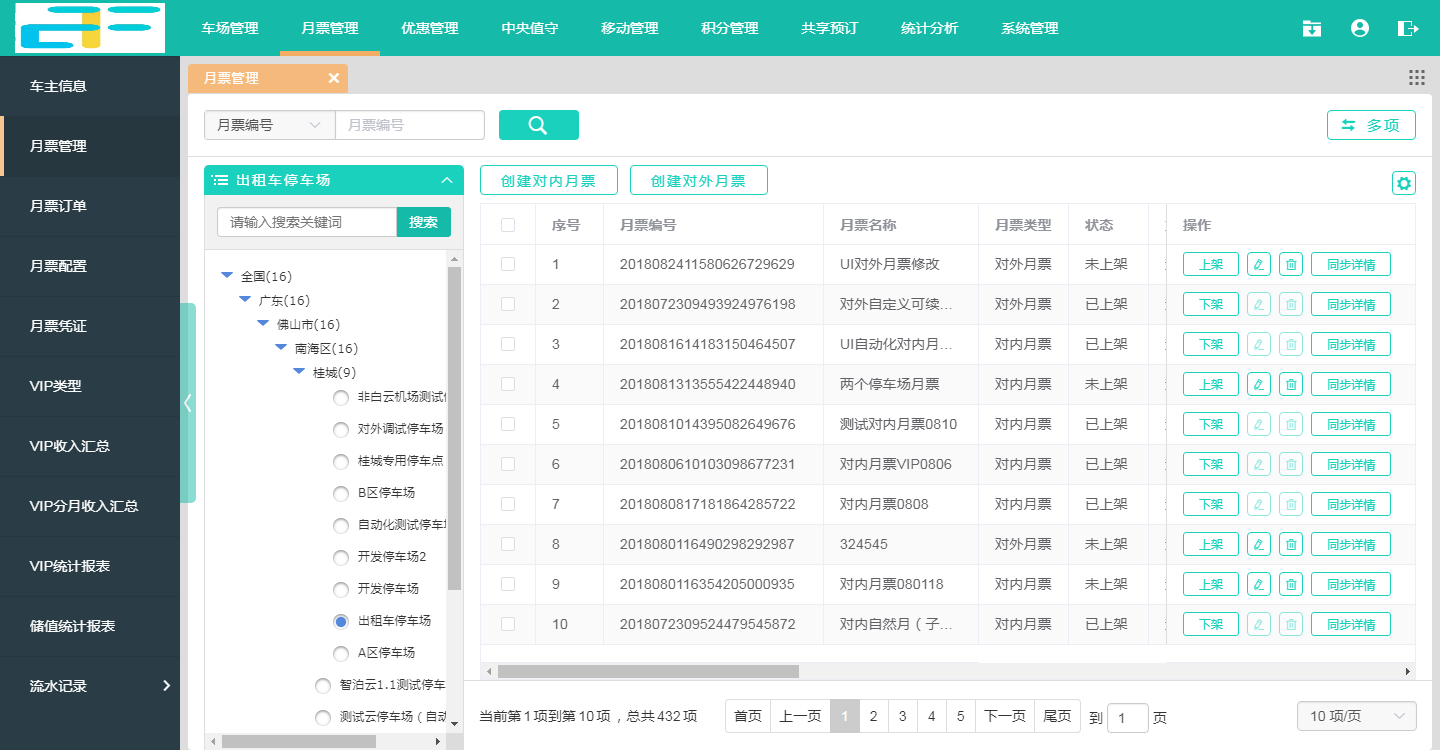 车场管理 月票管理 优惠管理 中央值守 移动管理 积分管理 共享预订 统计分析 系统管理
车主信息
月票管理
月票订单
月票配置
月票凭证
VIP类型
VIP收入汇总
VIP分月收入汇总
VIP统计报表
储值统计报表
流水记录
月票管理
月票编号 月票编号 多项
出租车停车场
请输入搜索关键词 搜索
全国(16)
广东(16)
佛山市(16)
南海区(16)
桂城(9)
非白云机场测试
对外调试停车场
桂城专用停车点
B区停车场
自动化测试停车
开发停车场2
开发停车场
出租车停车场
A区停车场
智泊云1.1测试停车
测试云停车场(自动
创建对内月票 创建对外月票
序号 月票编号 月票名称 月票类型 状态 操作
1 2018082411580626729629 UI对外月票修改 对外月票 未上架 上架 同步详情
2 2018072309493924976198 对外自定义可续... 对外月票 已上架 下架 同步详情
3 2018081614183150464507 UI自动化对内月... 对内月票 已上架 下架 同步详情
4 2018081313555422448940 两个停车场月票 对内月票 未上架 上架 同步详情
5 2018081014395082649676 测试对内月票0810 对内月票 已上架 下架 同步详情
6 2018080610103098677231 对内月票VIP0806 对内月票 已上架 下架 同步详情
7 2018080817181864285722 对内月票0808 对内月票 已上架 下架 同步详情
8 2018080116490298292987 324545 对外月票 未上架 上架 同步详情
9 2018080116354205000935 对内月票080118 对内月票 未上架 上架 同步详情
10 2018072309524479545872 对内自然月(子... 对内月票 已上架 下架 同步详情
当前第1项到第10项,总共432项 首页 上一页 1 2 3 4 5 下一页 尾页 到 1 页 10 项/页